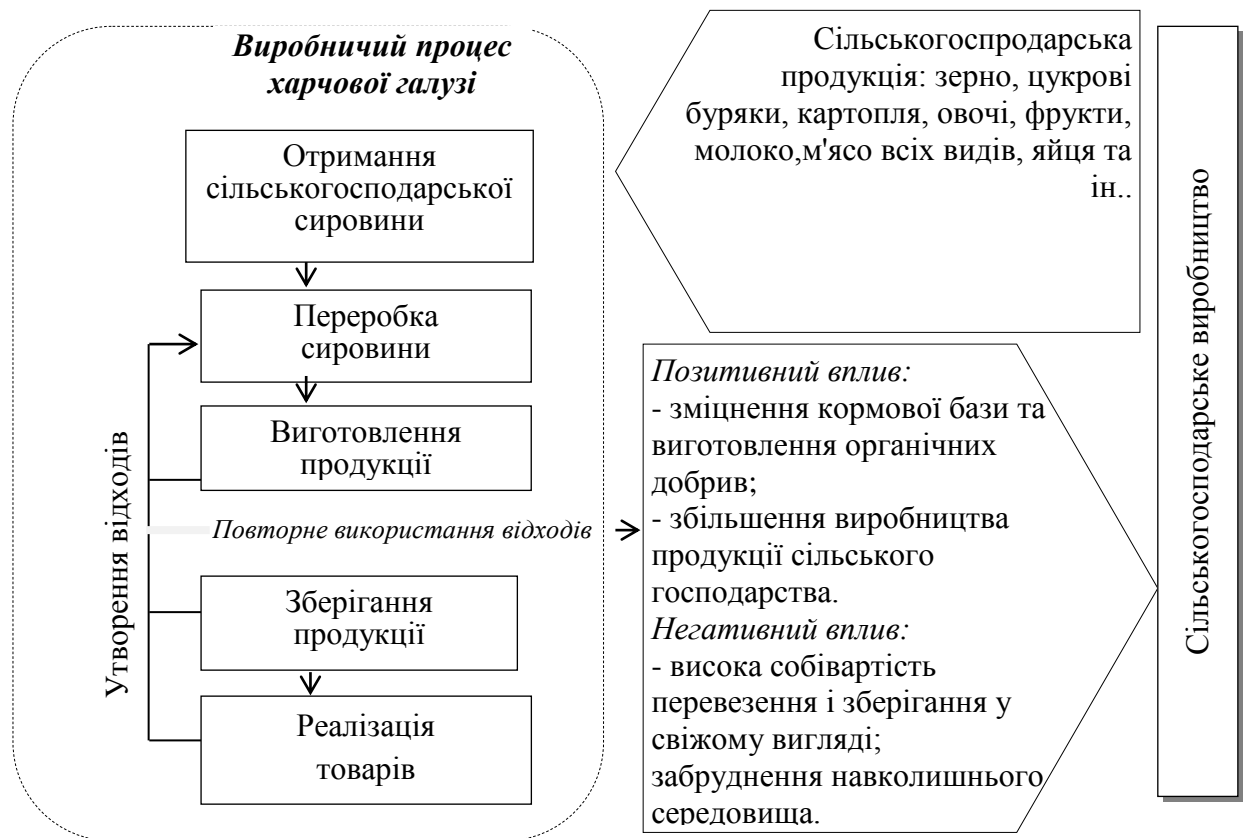 Виробничий процес
харчової галузі
Отримання
сільськогосподарської
сировини
Переробка
сировини
Виготовлення
продукції
Повторне використання відходів
Зберігання
продукції
Реалізація
товарів
Утворення відходів
Сільськогоспродарська
продукція: зерно, цукрові
буряки, картопля, овочі, фрукти,
молоко,м'ясо всіх видів, яйця та
ін..
Позитивний вплив:
- зміцнення кормової бази та
виготовлення органічних
добрив;
- збільшення виробництва
продукції сільського
господарства.
Негативний вплив:
- висока собівартість
перевезення і зберігання у
свіжому вигляді;
забруднення навколишнього
середовища.
Сільськогосподарське виробництво